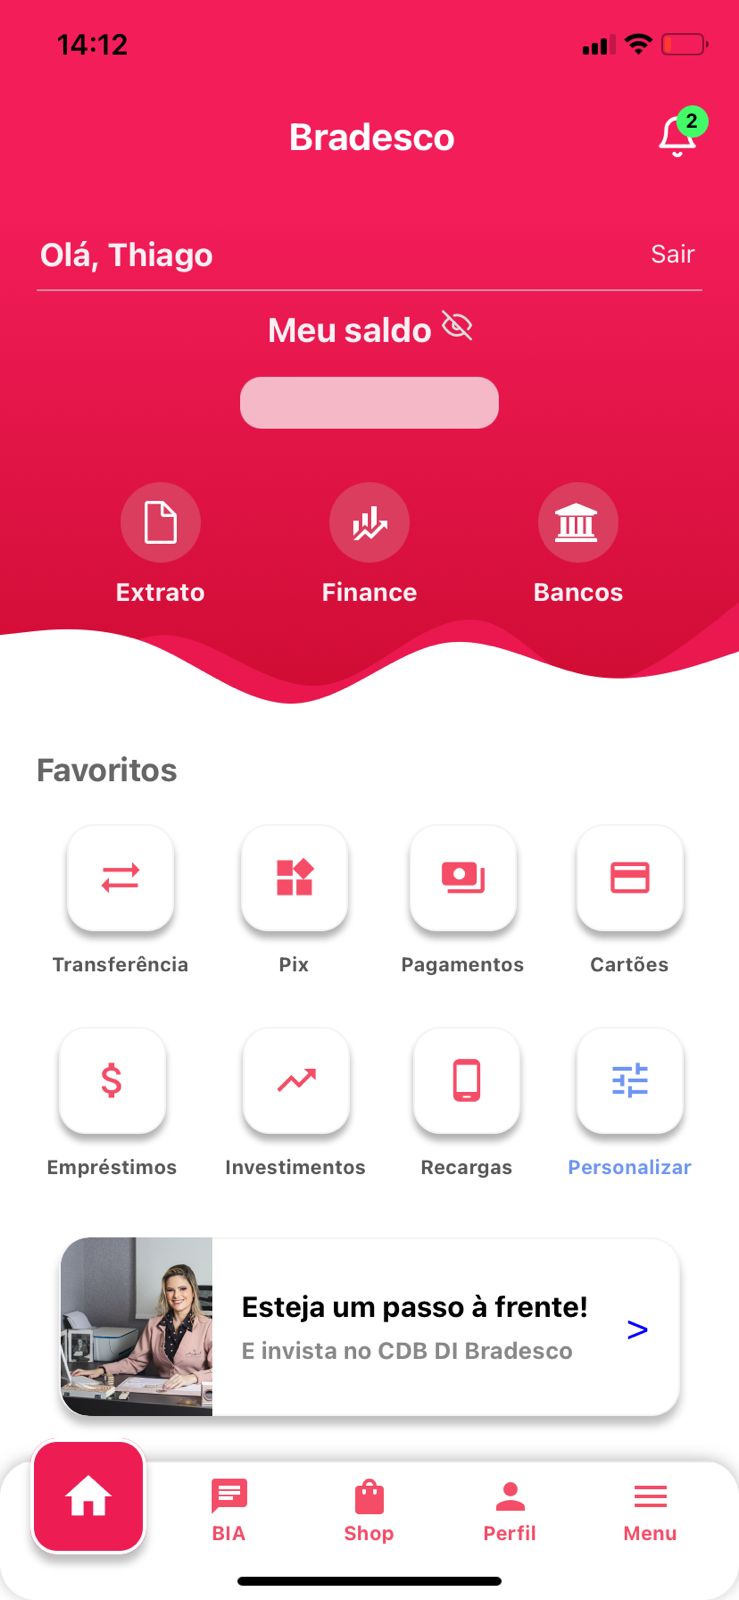 14:12
Bradesco
2
Olá, Thiago
Sair
Meu saldo
Extrato
Finance
Bancos
Favoritos
Transferência
Pix
Pagamentos
Cartões
Empréstimos
Investimentos
Recargas
Personalizar
Esteja um passo à frente!
E invista no CDB DI Bradesco
>
BIA
Shop
Perfil
Menu